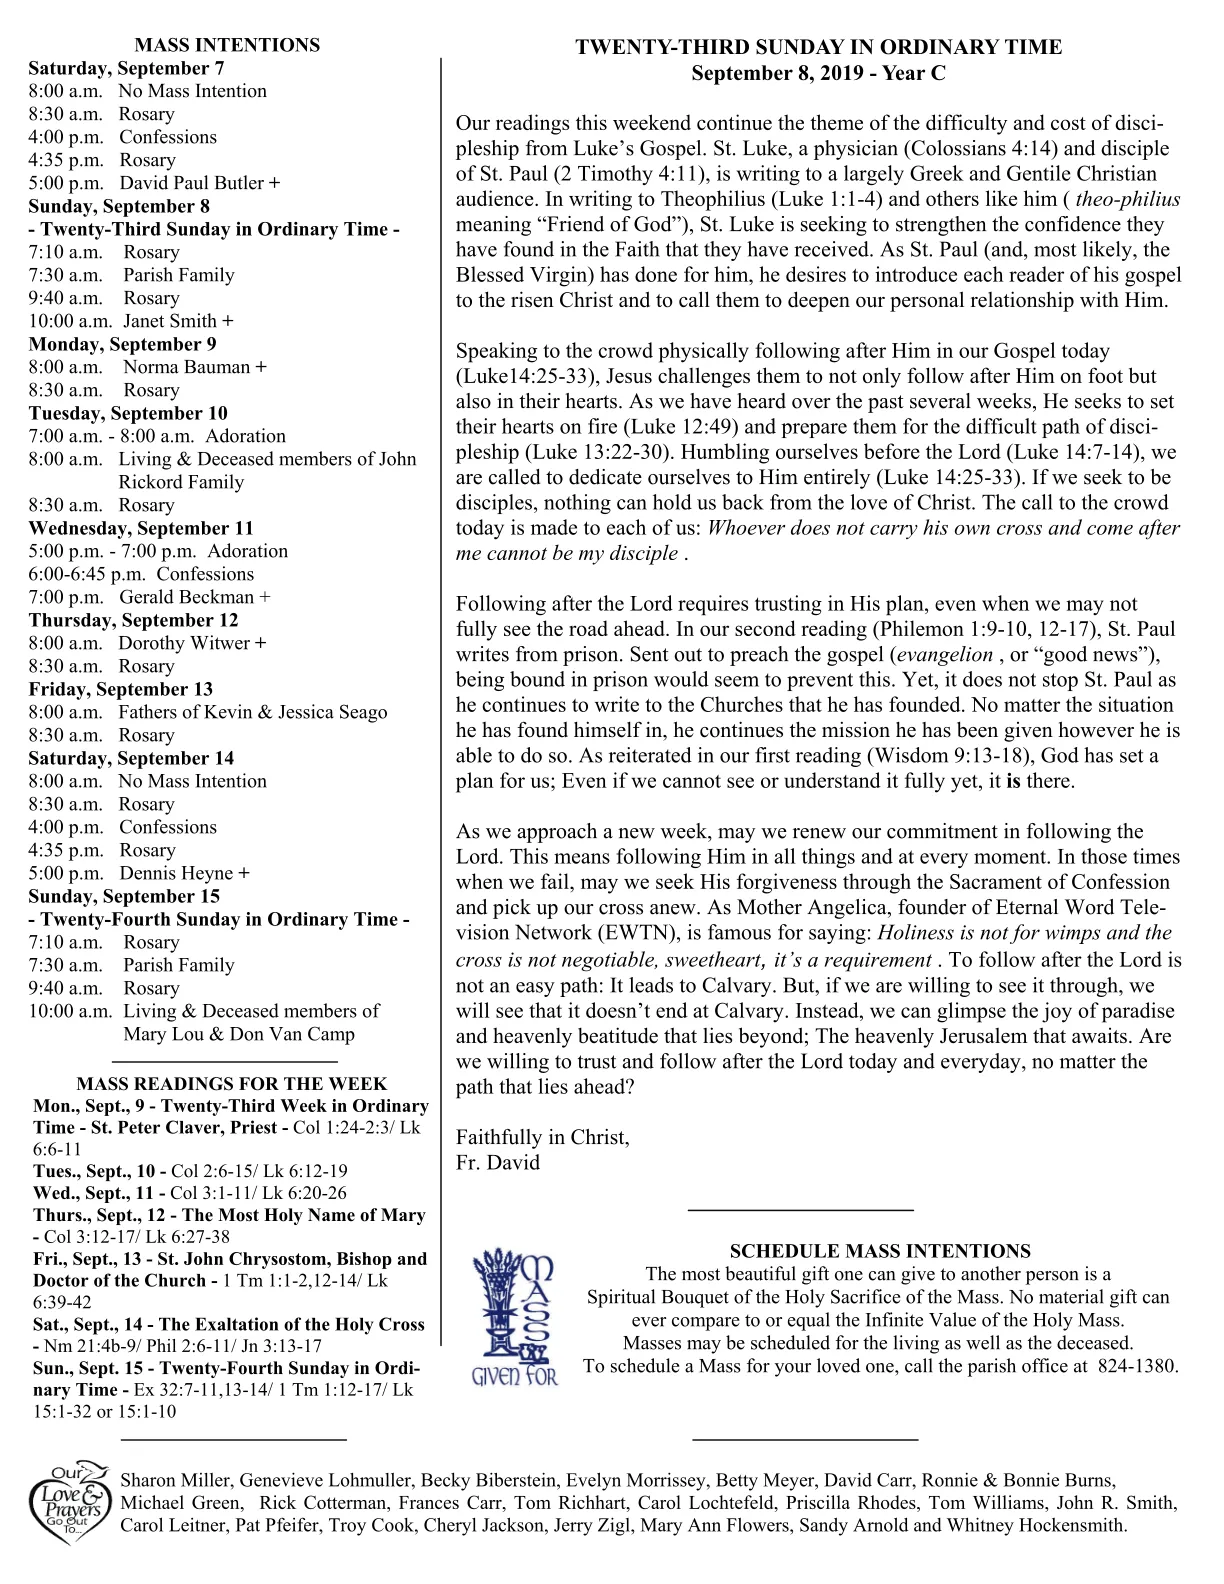 MASS INTENTIONS
Saturday, September 7
8:00 a.m. No Mass Intention
8:30 a.m. Rosary
4:00 p.m. Confessions
4:35 p.m. Rosary
5:00 p.m. David Paul Butler +
Sunday, September 8
- Twenty-Third Sunday in Ordinary Time -
7:10 a.m. Rosary
7:30 a.m. Parish Family
9:40 a.m. Rosary
10:00 a.m. Janet Smith +
Monday, September 9
8:00 a.m. Norma Bauman +
8:30 a.m. Rosary
Tuesday, September 10
7:00 a.m. - 8:00 a.m. Adoration
8:00 a.m. Living & Deceased members of John
Rickord Family
8:30 a.m. Rosary
Wednesday, September 11
5:00 p.m. - 7:00 p.m. Adoration
6:00-6:45 p.m. Confessions
7:00 p.m. Gerald Beckman +
Thursday, September 12
8:00 a.m. Dorothy Witwer +
8:30 a.m. Rosary
Friday, September 13
8:00 a.m. Fathers of Kevin & Jessica Seago
8:30 a.m. Rosary
Saturday, September 14
8:00 a.m. No Mass Intention
8:30 a.m. Rosary
4:00 p.m. Confessions
4:35 p.m. Rosary
5:00 p.m. Dennis Heyne +
Sunday, September 15
- Twenty-Fourth Sunday in Ordinary Time -
7:10 a.m. Rosary
7:30 a.m. Parish Family
9:40 a.m. Rosary
10:00 a.m. Living & Deceased members of
Mary Lou & Don Van Camp
MASS READINGS FOR THE WEEK
Mon., Sept., 9 - Twenty-Third Week in Ordinary
Time - St. Peter Claver, Priest - Col 1:24-2:3/ Lk
6:6-11
Tues., Sept., 10 - Col 2:6-15/ Lk 6:12-19
Wed., Sept., 11 - Col 3:1-11/ Lk 6:20-26
Thurs., Sept., 12 - The Most Holy Name of Mary
- Col 3:12-17/ Lk 6:27-38
Fri., Sept., 13 - St. John Chrysostom, Bishop and
Doctor of the Church - 1 Tm 1:1-2,12-14/ Lk
6:39-42
Sat., Sept., 14 - The Exaltation of the Holy Cross
- Nm 21:4b-9/ Phil 2:6-11/ Jn 3:13-17
Sun., Sept. 15 - Twenty-Fourth Sunday in Ordi-
nary Time - Ex 32:7-11,13-14/ 1 Tm 1:12-17/ Lk
15:1-32 or 15:1-10
TWENTY-THIRD SUNDAY IN ORDINARY TIME
September 8, 2019 - Year C
Our readings this weekend continue the theme of the difficulty and cost of disci-
pleship from Luke’s Gospel. St. Luke, a physician (Colossians 4:14) and disciple
of St. Paul (2 Timothy 4:11), is writing to a largely Greek and Gentile Christian
audience. In writing to Theophilius (Luke 1:1-4) and others like him ( theo-philius
meaning “Friend of God”), St. Luke is seeking to strengthen the confidence they
have found in the Faith that they have received. As St. Paul (and, most likely, the
Blessed Virgin) has done for him, he desires to introduce each reader of his gospel
to the risen Christ and to call them to deepen our personal relationship with Him.
Speaking to the crowd physically following after Him in our Gospel today
(Luke14:25-33), Jesus challenges them to not only follow after Him on foot but
also in their hearts. As we have heard over the past several weeks, He seeks to set
their hearts on fire (Luke 12:49) and prepare them for the difficult path of disci-
pleship (Luke 13:22-30). Humbling ourselves before the Lord (Luke 14:7-14), we
are called to dedicate ourselves to Him entirely (Luke 14:25-33). If we seek to be
disciples, nothing can hold us back from the love of Christ. The call to the crowd
today is made to each of us: Whoever does not carry his own cross and come after
me cannot be my disciple .
Following after the Lord requires trusting in His plan, even when we may not
fully see the road ahead. In our second reading (Philemon 1:9-10, 12-17), St. Paul
writes from prison. Sent out to preach the gospel (evangelion , or “good news”),
being bound in prison would seem to prevent this. Yet, it does not stop St. Paul as
he continues to write to the Churches that he has founded. No matter the situation
he has found himself in, he continues the mission he has been given however he is
able to do so. As reiterated in our first reading (Wisdom 9:13-18), God has set a
plan for us; Even if we cannot see or understand it fully yet, it is there.
As we approach a new week, may we renew our commitment in following the
Lord. This means following Him in all things and at every moment. In those times
when we fail, may we seek His forgiveness through the Sacrament of Confession
and pick up our cross anew. As Mother Angelica, founder of Eternal Word Tele-
vision Network (EWTN), is famous for saying: Holiness is not for wimps and the
cross is not negotiable, sweetheart, it’s a requirement . To follow after the Lord is
not an easy path: It leads to Calvary. But, if we are willing to see it through, we
will see that it doesn’t end at Calvary. Instead, we can glimpse the joy of paradise
and heavenly beatitude that lies beyond; The heavenly Jerusalem that awaits. Are
we willing to trust and follow after the Lord today and everyday, no matter the
path that lies ahead?
Faithfully in Christ,
Fr. David
MASS
GIVEN FOR
SCHEDULE MASS INTENTIONS
The most beautiful gift one can give to another person is a
Spiritual Bouquet of the Holy Sacrifice of the Mass. No material gift can
ever compare to or equal the Infinite Value of the Holy Mass.
Masses may be scheduled for the living as well as the deceased.
To schedule a Mass for your loved one, call the parish office at 824-1380.
Our
Love &
Prayers
Go Out
To...
Sharon Miller, Genevieve Lohmuller, Becky Biberstein, Evelyn Morrissey, Betty Meyer, David Carr, Ronnie & Bonnie Burns,
Michael Green, Rick Cotterman, Frances Carr, Tom Richhart, Carol Lochtefeld, Priscilla Rhodes, Tom Williams, John R. Smith,
Carol Leitner, Pat Pfeifer, Troy Cook, Cheryl Jackson, Jerry Zigl, Mary Ann Flowers, Sandy Arnold and Whitney Hockensmith.